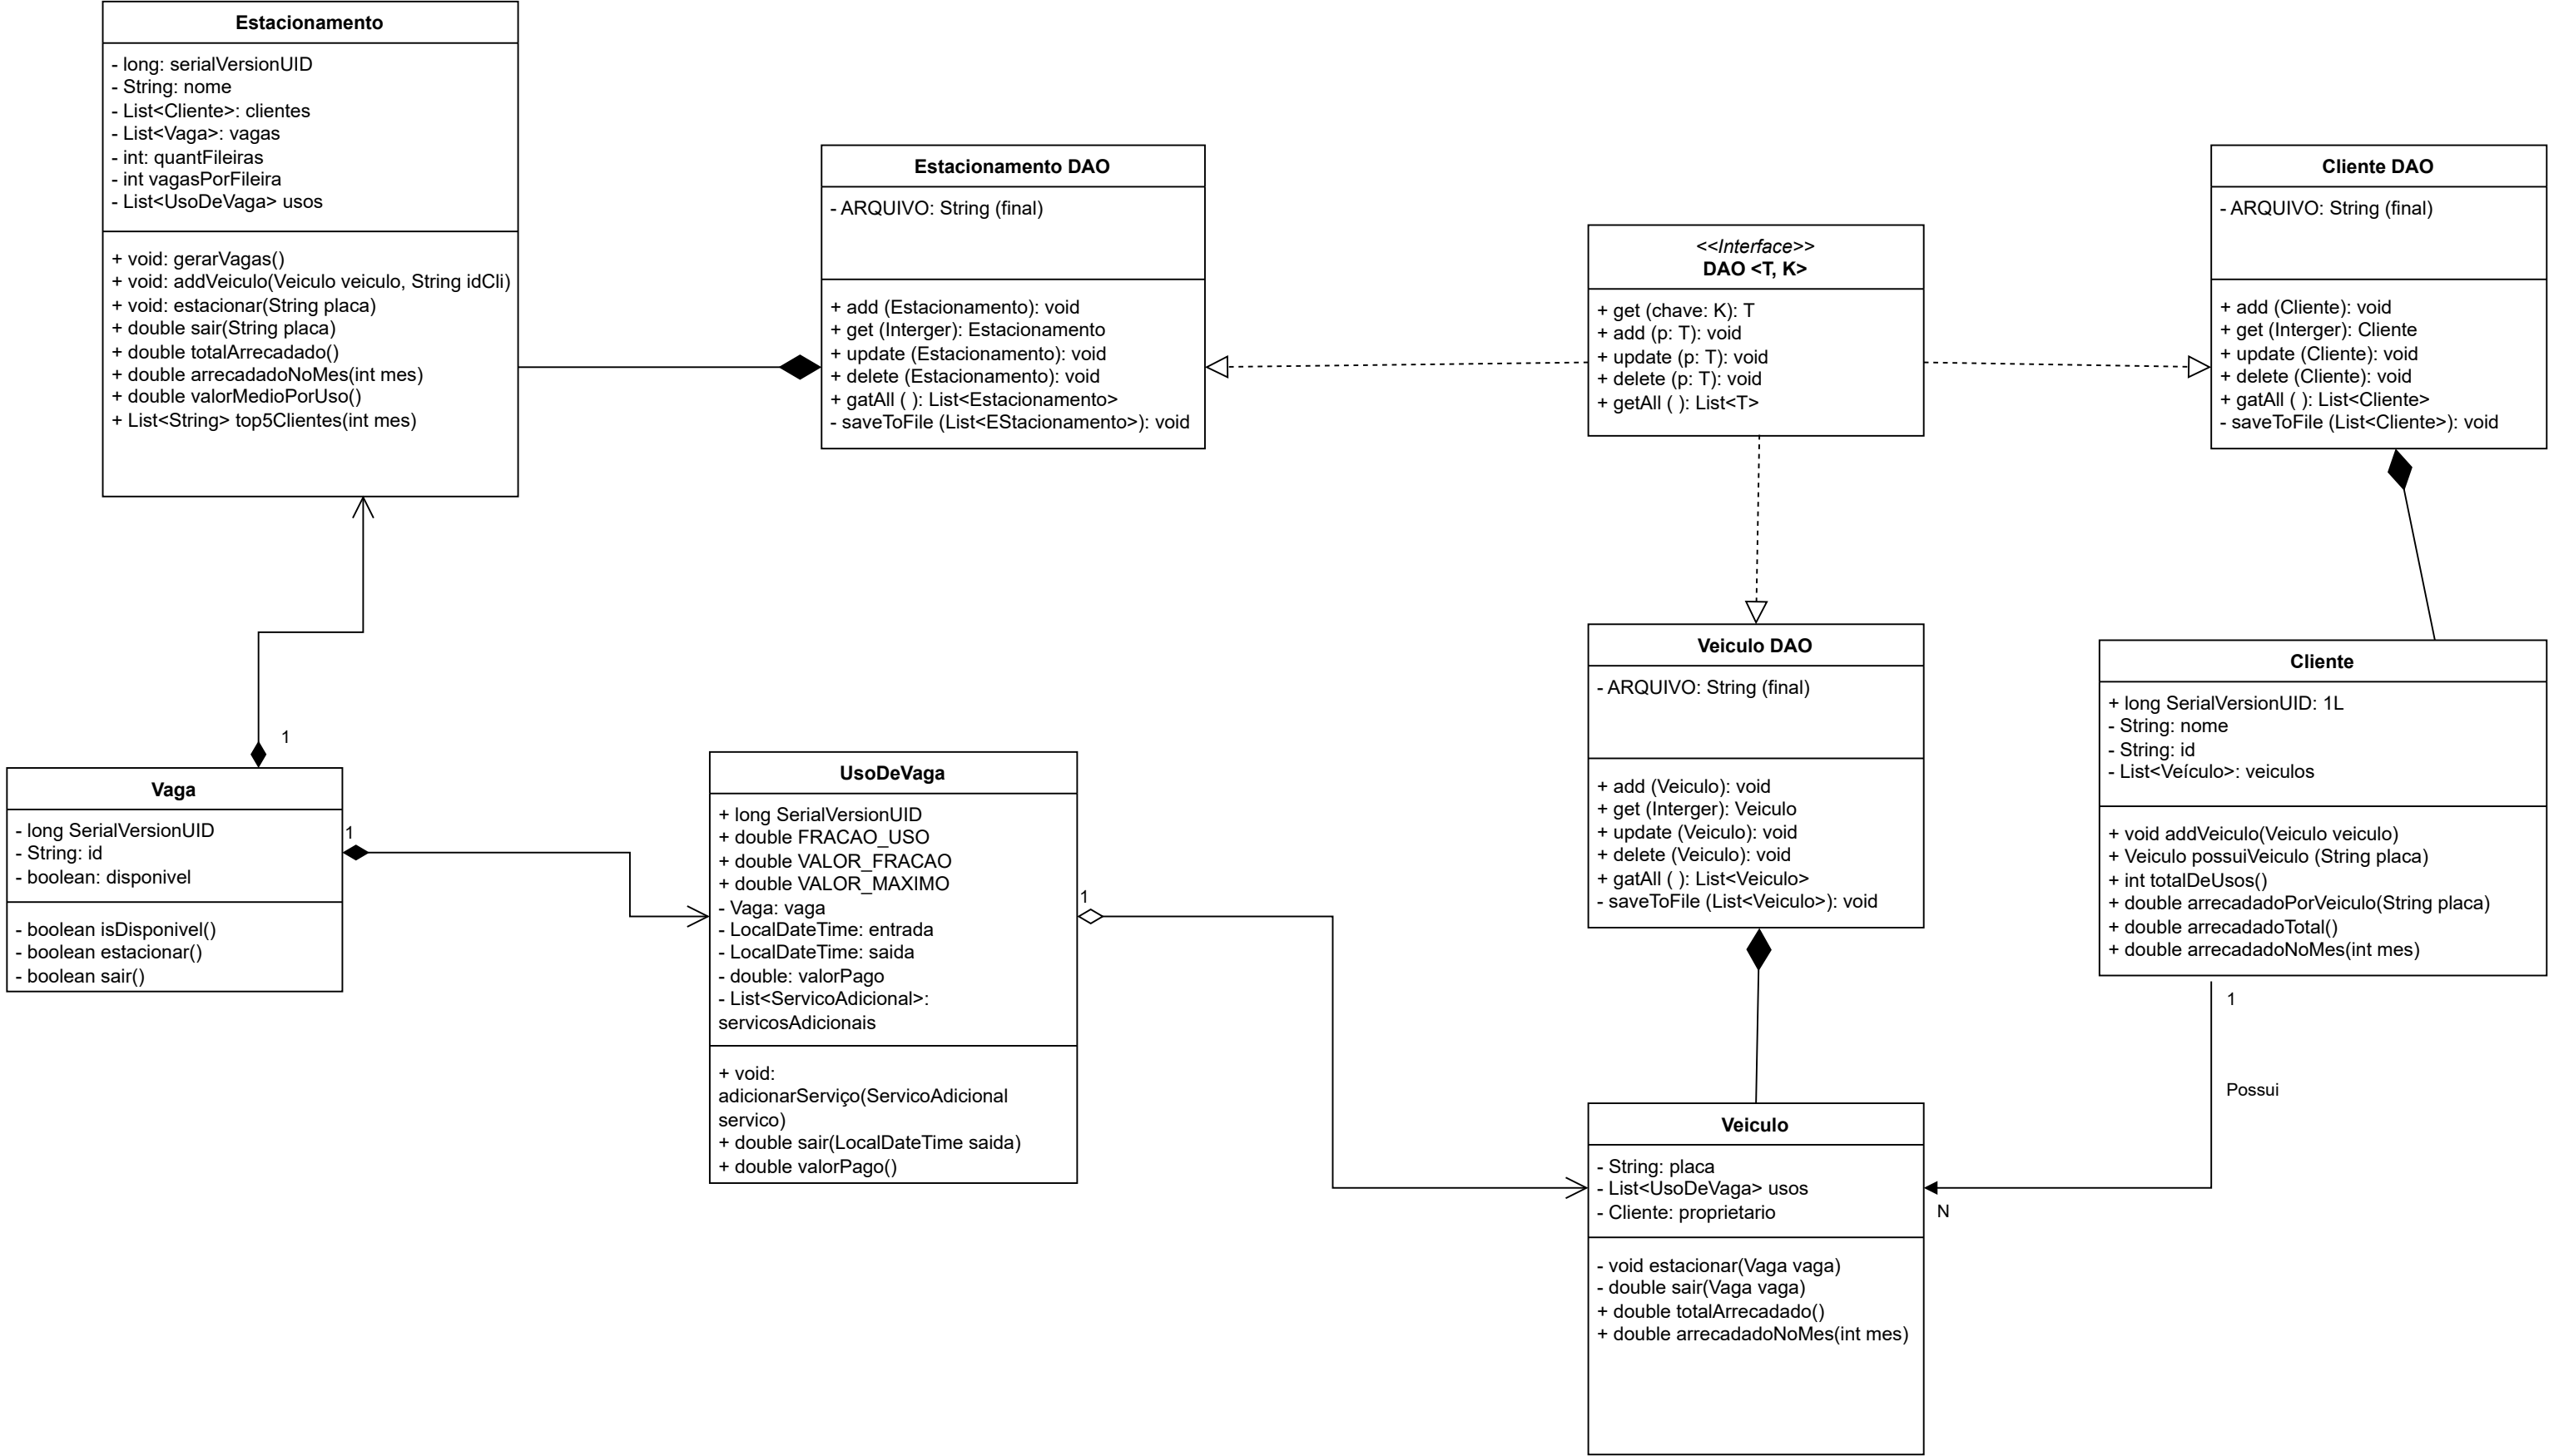 Estacionamento
- long: serialVersionUID
- String: nome
- List<Cliente>: clientes
- List<Vaga>: vagas
- int: quantFileiras
- int vagasPorFileira
- List<UsoDeVaga> usos
+ void: gerarVagas()
+ void: addVeiculo(Veiculo veiculo, String idCli)
+ void: estacionar(String placa)
+ double sair(String placa)
+ double totalArrecadado()
+ double arrecadadoNoMes(int mes)
+ double valorMedioPorUso()
+ List<String> top5Clientes(int mes)
Estacionamento DAO
- ARQUIVO: String (final)
+ add (Estacionamento): void
+ get (Interger): Estacionamento
+ update (Estacionamento): void
+ delete (Estacionamento): void
+ gatAll ( ): List<Estacionamento>
- saveToFile (List<EStacionamento>): void
<<Interface>>
DAO <T, K>
+ get (chave: K): T
+ add (p: T): void
+ update (p: T): void
+ delete (p: T): void
+ getAll ( ): List<T>
Cliente DAO
- ARQUIVO: String (final)
+ add (Cliente): void
+ get (Interger): Cliente
+ update (Cliente): void
+ delete (Cliente): void
+ gatAll ( ): List<Cliente>
- saveToFile (List<Cliente>): void
1
Vaga
- long SerialVersionUID
- String: id
- boolean: disponivel
- boolean isDisponivel()
- boolean estacionar()
- boolean sair()
1
UsoDeVaga
+ long SerialVersionUID
+ double FRACAO_USO
+ double VALOR_FRACAO
+ double VALOR_MAXIMO
- Vaga: vaga
- LocalDateTime: entrada
- LocalDateTime: saida
- double: valorPago
- List<ServicoAdicional>:
servicosAdicionais
+ void:
adicionarServiço(ServicoAdicional
servico)
+ double sair(LocalDateTime saida)
+ double valorPago()
1
Veiculo DAO
- ARQUIVO: String (final)
+ add (Veiculo): void
+ get (Interger): Veiculo
+ update (Veiculo): void
+ delete (Veiculo): void
+ gatAll ( ): List<Veiculo>
- saveToFile (List<Veiculo>): void
Cliente
+ long SerialVersionUID: 1L
- String: nome
- String: id
- List<Veículo>: veiculos
+ void addVeiculo(Veiculo veiculo)
+ Veiculo possuiVeiculo (String placa)
+ int totalDeUsos()
+ double arrecadadoPorVeiculo(String placa)
+ double arrecadadoTotal()
+ double arrecadadoNoMes(int mes)
1
Possui
N
Veiculo
- String: placa
- List<UsoDeVaga> usos
- Cliente: proprietario
- void estacionar(Vaga vaga)
- double sair(Vaga vaga)
+ double totalArrecadado()
+ double arrecadadoNoMes(int mes)